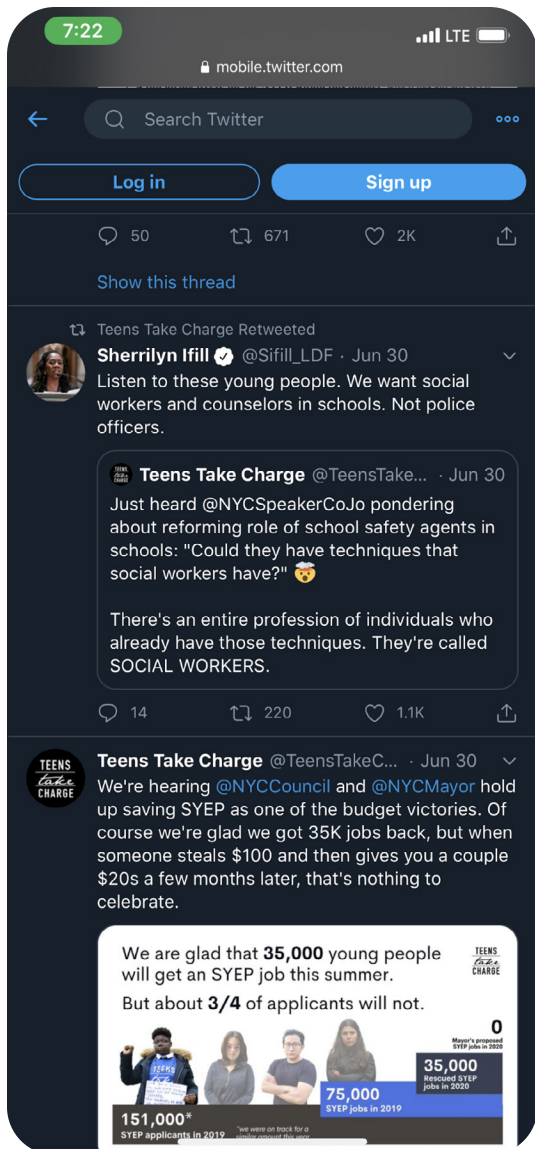 7:22
LTE
mobile.twitter.com
Search Twitter
Log in
Sign up
50
671
2K
Show this thread
Teens Take Charge Retweeted
Sherrilyn Ifill @Sifill_LDF · Jun 30
Listen to these young people. We want social
workers and counselors in schools. Not police
officers.
TEENS
take
CHARGE
Teens Take Charge @TeensTake... · Jun 30
Just heard @NYCSpeakerCoJo pondering
about reforming role of school safety agents in
schools: "Could they have techniques that
social workers have?" 🤯
There's an entire profession of individuals who
already have those techniques. They're called
SOCIAL WORKERS.
14
220
1.1K
TEENS
take
CHARGE
Teens Take Charge @TeensTakeC... · Jun 30
We're hearing @NYCCouncil and @NYCMayor hold
up saving SYEP as one of the budget victories. Of
course we're glad we got 35K jobs back, but when
someone steals $100 and then gives you a couple
$20s a few months later, that's nothing to
celebrate.
We are glad that 35,000 young people
will get an SYEP job this summer.
But about 3/4 of applicants will not.
TEENS
take
CHARGE
0
Mayor's proposed
SYEP jobs in 2020
35,000
Rescued SYEP
jobs in 2020
75,000
SYEP jobs in 2019
TEENS
151,000*
SYEP applicants in 2019
*we were on track for a
similar amount this year